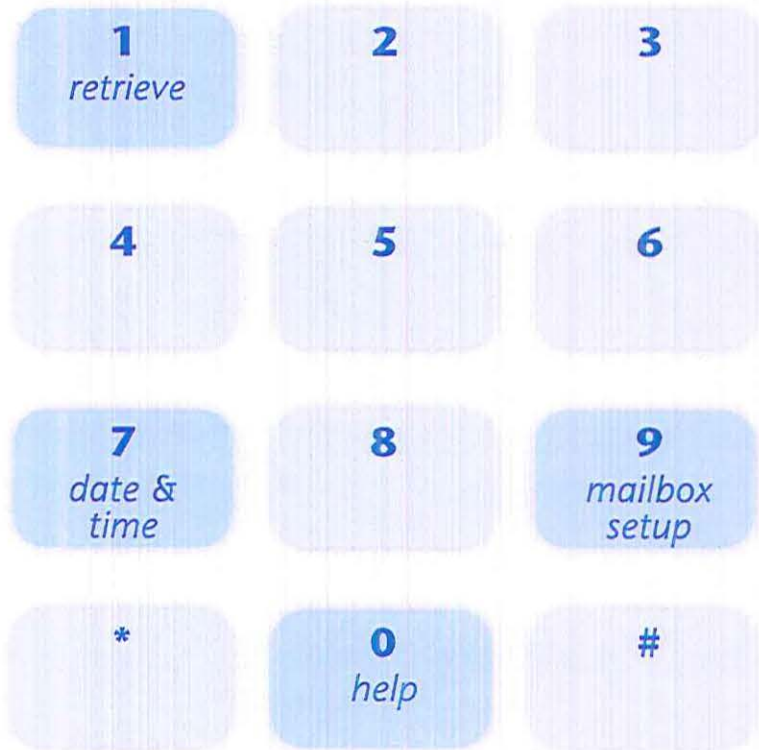 1 2 3
retrieve
4 5 6
7 8 9
date & mailbox
time setup
* 0 #
help